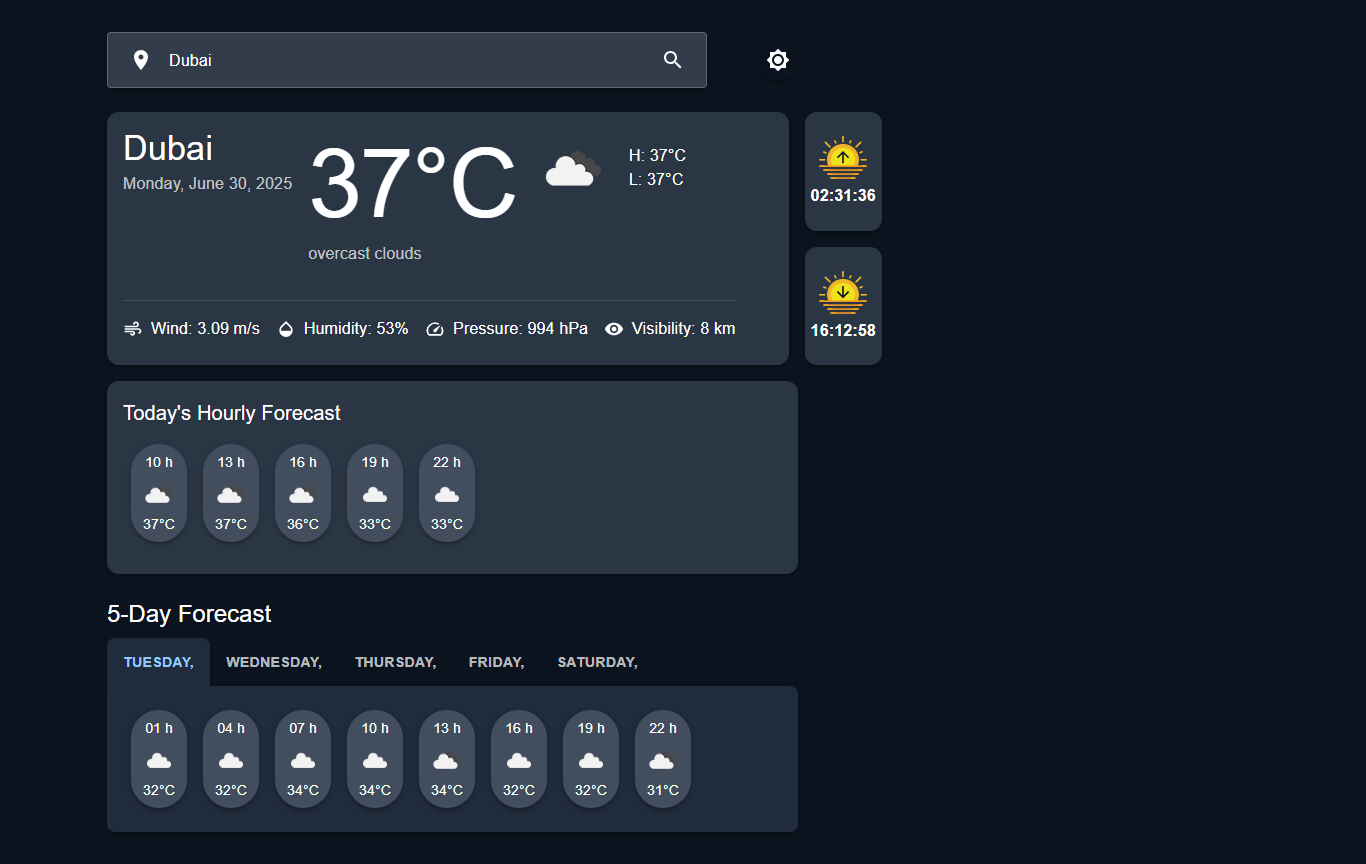 Dubai
Dubai
Monday, June 30, 2025
37°C
overcast clouds
H: 37°C
L: 37°C
02:31:36
16:12:58
Wind: 3.09 m/s Humidity: 53% Pressure: 994 hPa Visibility: 8 km
Today's Hourly Forecast
10 h 13 h 16 h 19 h 22 h
37°C 37°C 36°C 33°C 33°C
5-Day Forecast
TUESDAY, WEDNESDAY, THURSDAY, FRIDAY, SATURDAY,
01 h 04 h 07 h 10 h 13 h 16 h 19 h 22 h
32°C 32°C 34°C 34°C 34°C 32°C 32°C 31°C